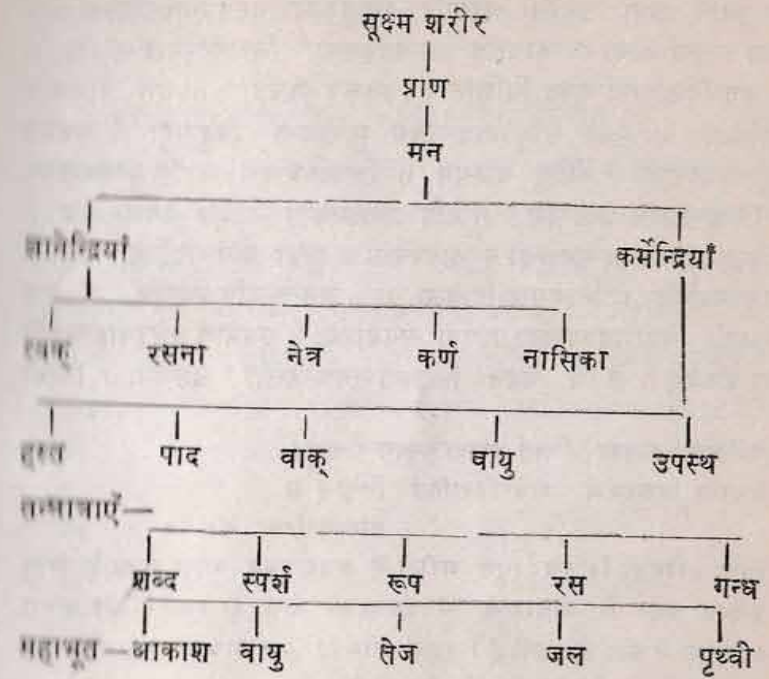 सूक्ष्म शरीर
प्राण
मन
ज्ञानेन्द्रियाँ कर्मेन्द्रियाँ
त्वक् रसना नेत्र कर्ण नासिका
हस्त पाद वाक् वायु उपस्थ
तन्मात्राएँ—
शब्द स्पर्श रूप रस गन्ध
महाभूत—आकाश वायु तेज जल पृथ्वी